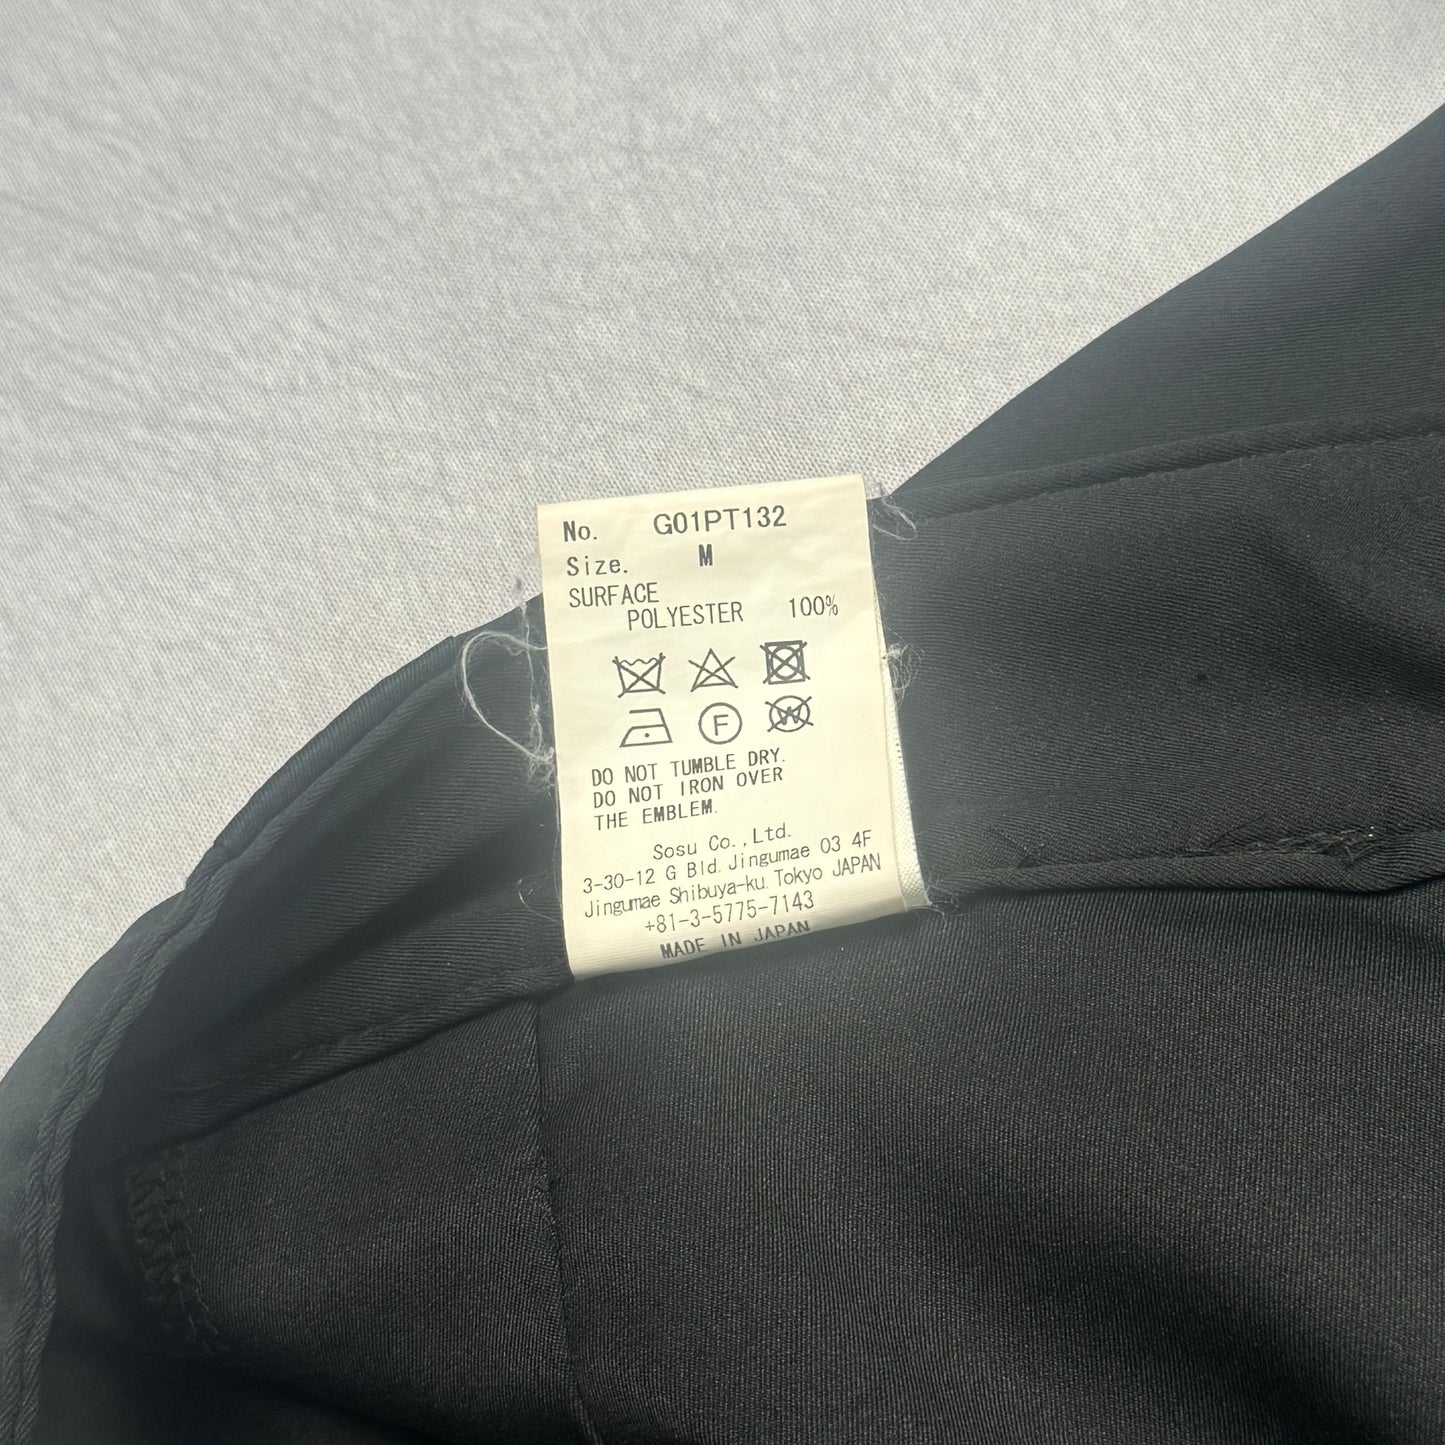 No. G01PT132
Size. M
SURFACE
POLYESTER 100%
F
W
DO NOT TUMBLE DRY.
DO NOT IRON OVER
THE EMBLEM.
Sosu Co.,Ltd.
3-30-12 G Bld. Jingumae 03 4F
Jingumae Shibuya-ku. Tokyo JAPAN
+81-3-5775-7143
MADE IN JAPAN